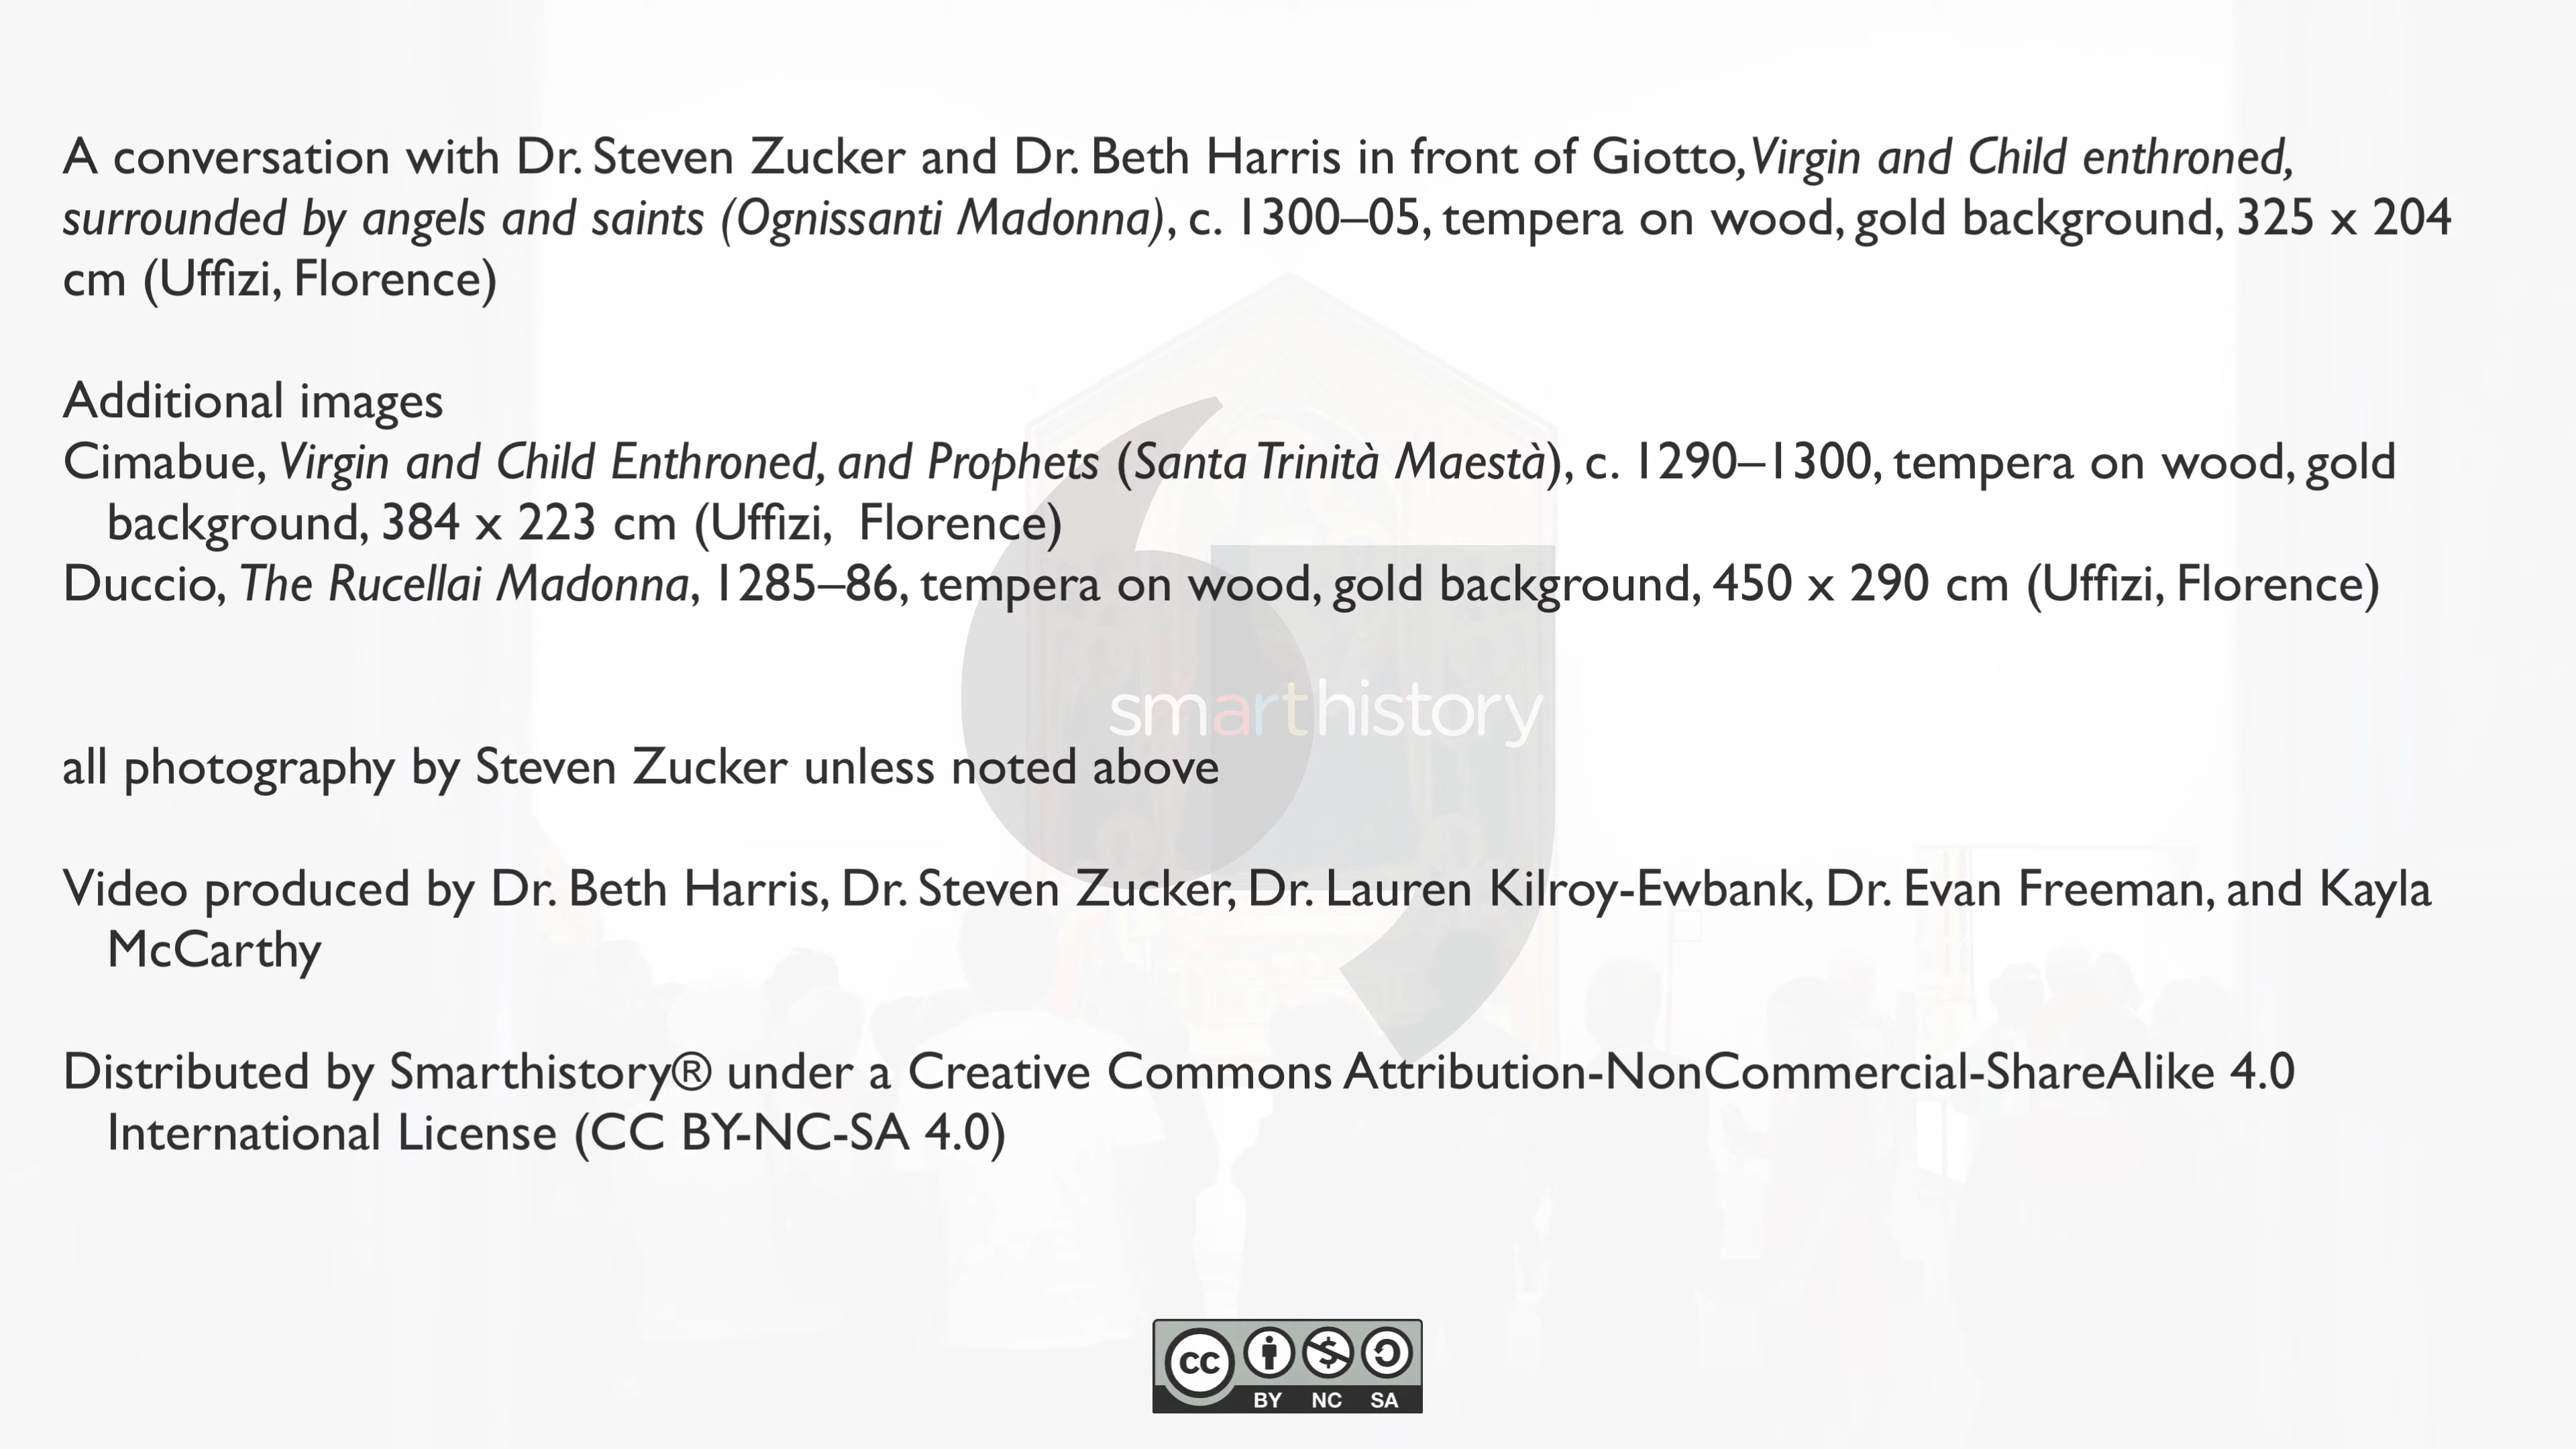 A conversation with Dr. Steven Zucker and Dr. Beth Harris in front of Giotto, Virgin and Child enthroned,
surrounded by angels and saints (Ognissanti Madonna), c. 1300–05, tempera on wood, gold background, 325 x 204
cm (Uffizi, Florence)
Additional images
Cimabue, Virgin and Child Enthroned, and Prophets (Santa Trinità Maestà), c. 1290–1300, tempera on wood, gold
background, 384 x 223 cm (Uffizi, Florence)
Duccio, The Rucellai Madonna, 1285–86, tempera on wood, gold background, 450 x 290 cm (Uffizi, Florence)
smarthistory
all photography by Steven Zucker unless noted above
Video produced by Dr. Beth Harris, Dr. Steven Zucker, Dr. Lauren Kilroy-Ewbank, Dr. Evan Freeman, and Kayla
McCarthy
Distributed by Smarthistory® under a Creative Commons Attribution-NonCommercial-ShareAlike 4.0
International License (CC BY-NC-SA 4.0)
cc
BY NC SA